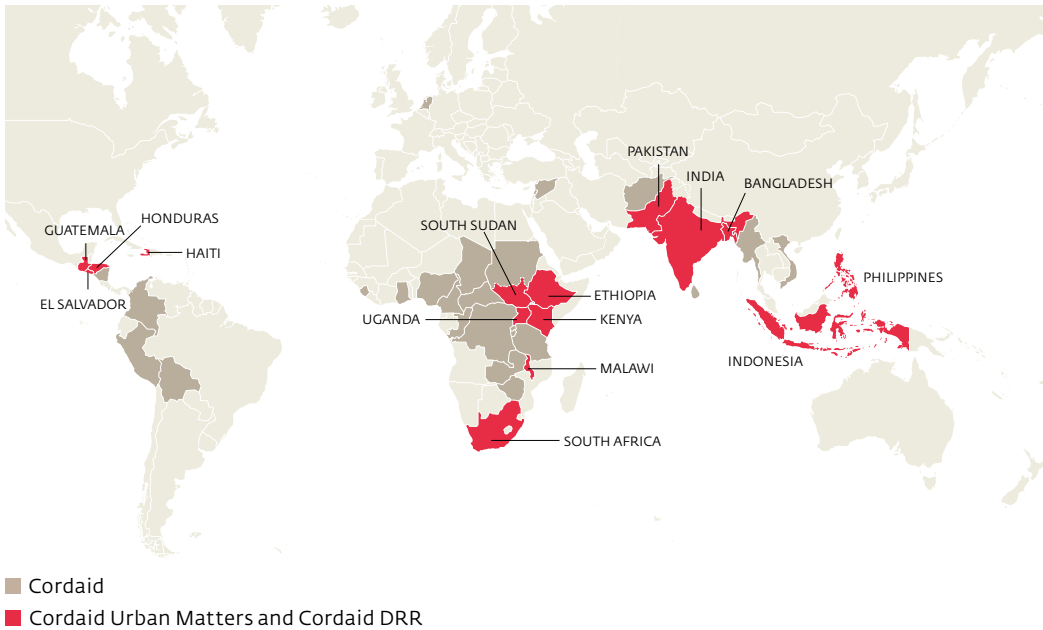 PAKISTAN
INDIA
BANGLADESH
HONDURAS
GUATEMALA
SOUTH SUDAN
HAITI
PHILIPPINES
ETHIOPIA
EL SALVADOR
UGANDA
KENYA
INDONESIA
MALAWI
SOUTH AFRICA
Cordaid
Cordaid Urban Matters and Cordaid DRR